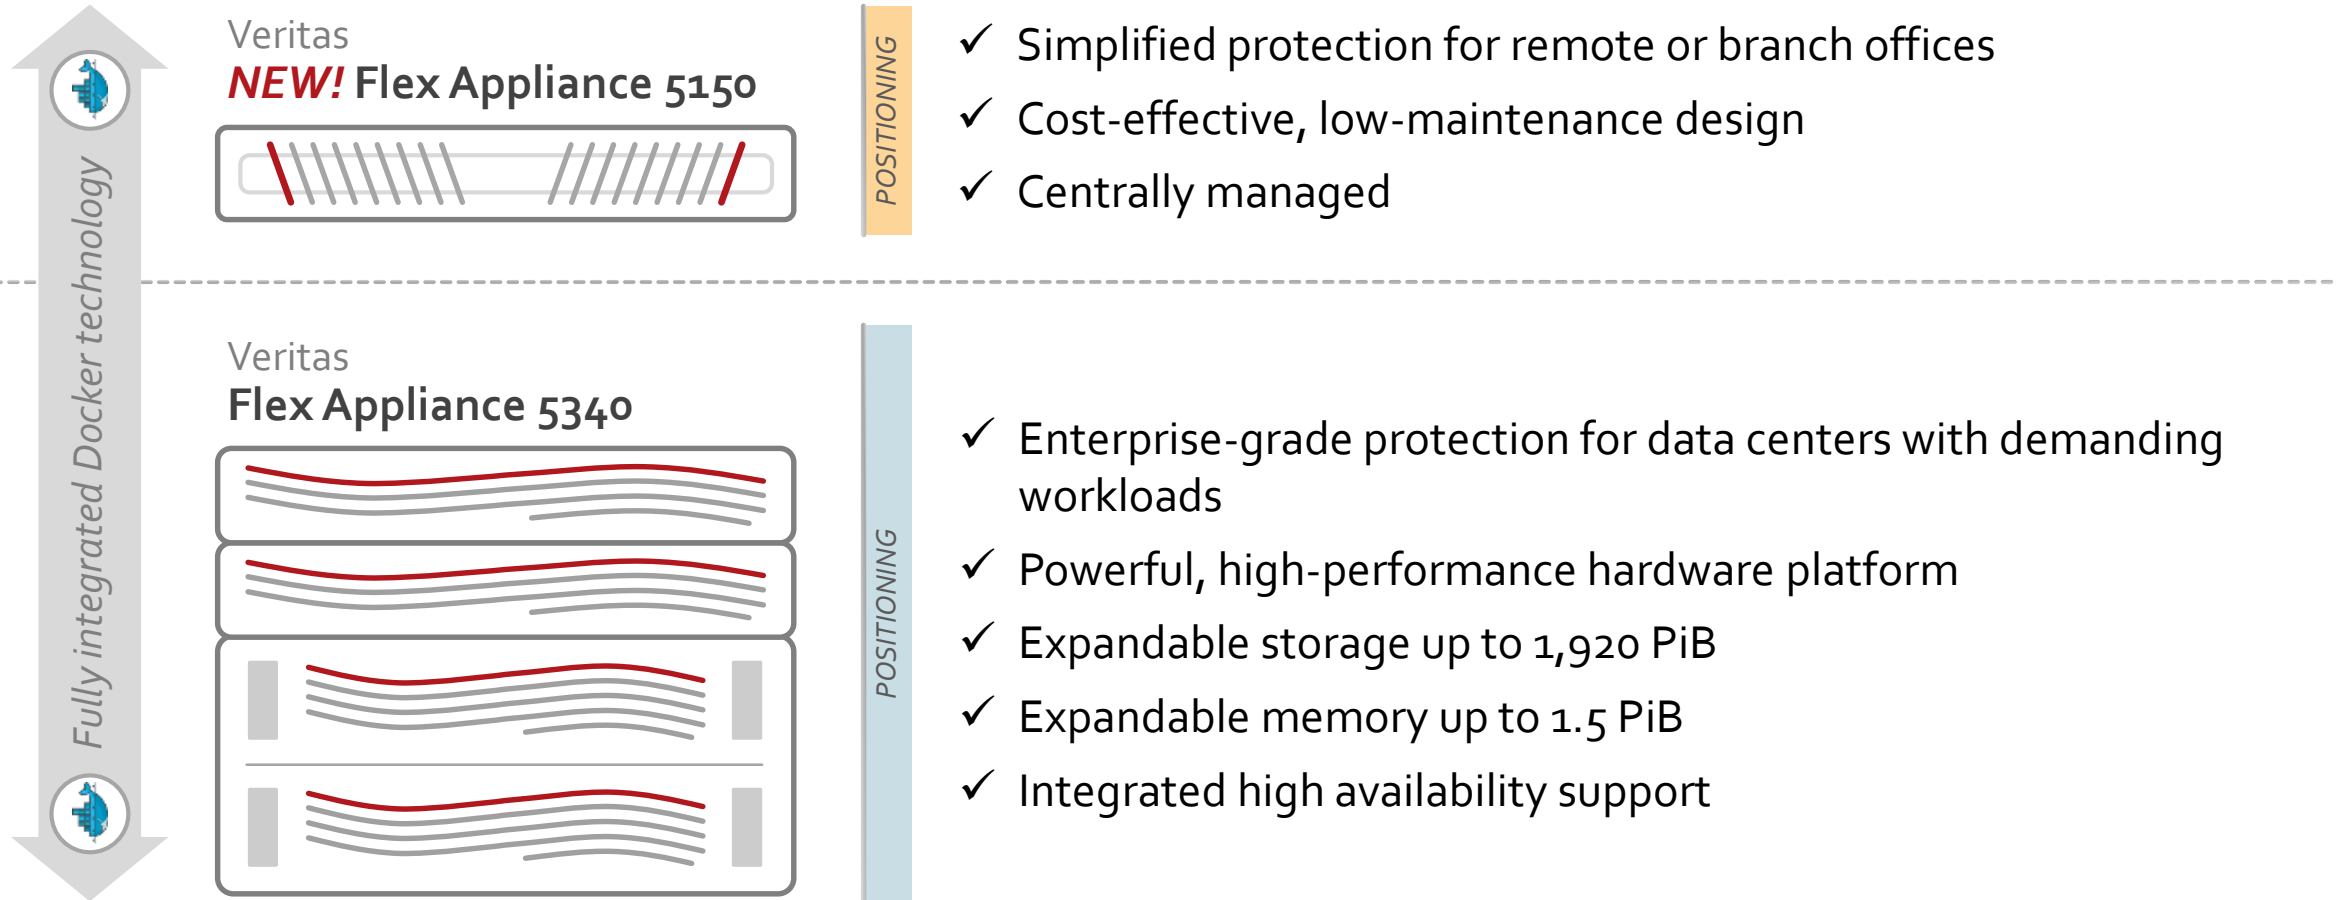 Fully integrated Docker technology
Veritas
NEW! Flex Appliance 5150
POSITIONING
✓ Simplified protection for remote or branch offices
✓ Cost-effective, low-maintenance design
✓ Centrally managed
Veritas
Flex Appliance 5340
POSITIONING
✓ Enterprise-grade protection for data centers with demanding
workloads
✓ Powerful, high-performance hardware platform
✓ Expandable storage up to 1,920 PiB
✓ Expandable memory up to 1.5 PiB
✓ Integrated high availability support